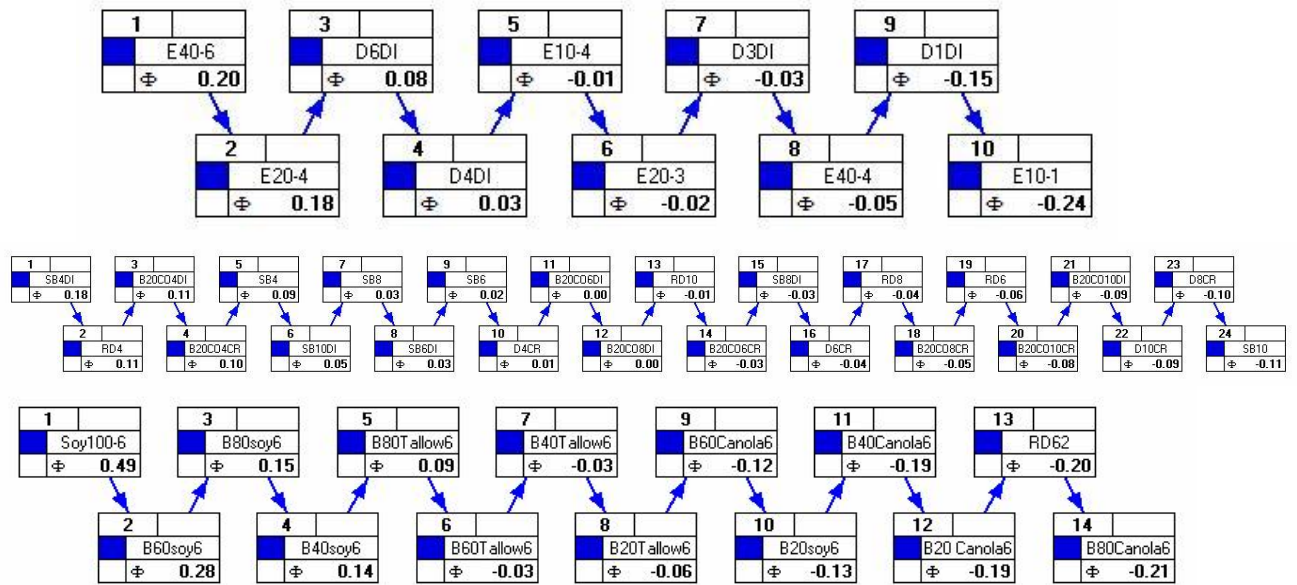 1 3 5 7 9
E40-6 D6DI E10-4 D3DI D1DI
Φ 0.20 Φ 0.08 Φ -0.01 Φ -0.03 Φ -0.15
2 4 6 8 10
E20-4 D4DI E20-3 E40-4 E10-1
Φ 0.18 Φ 0.03 Φ -0.02 Φ -0.05 Φ -0.24
1 3 5 7 9 11 13 15 17 19 21 23
SB4DI B20CO4DI SB4 SB8 SB6 B20CO6DI RD10 SB8DI RD8 RD6 B20CO10DI D8CR
Φ 0.18 Φ 0.11 Φ 0.09 Φ 0.03 Φ 0.02 Φ 0.00 Φ -0.01 Φ -0.03 Φ -0.04 Φ -0.06 Φ -0.09 Φ -0.10
2 4 6 8 10 12 14 16 18 20 22 24
RD4 B20CO4CR SB10DI SB6DI D4CR B20CO8DI B20CO6CR D6CR B20CO8CR B20CO10CR D10CR SB10
Φ 0.11 Φ 0.10 Φ 0.05 Φ 0.03 Φ 0.01 Φ 0.00 Φ -0.03 Φ -0.04 Φ -0.05 Φ -0.08 Φ -0.09 Φ -0.11
1 3 5 7 9 11 13
Soy100-6 B80soy6 B80Tallow6 B40Tallow6 B60Canola6 B40Canola6 RD62
Φ 0.49 Φ 0.15 Φ 0.09 Φ -0.03 Φ -0.12 Φ -0.19 Φ -0.20
2 4 6 8 10 12 14
B60soy6 B40soy6 B60Tallow6 B20Tallow6 B20soy6 B20 Canola6 B80Canola6
Φ 0.28 Φ 0.14 Φ -0.03 Φ -0.06 Φ -0.13 Φ -0.19 Φ -0.21